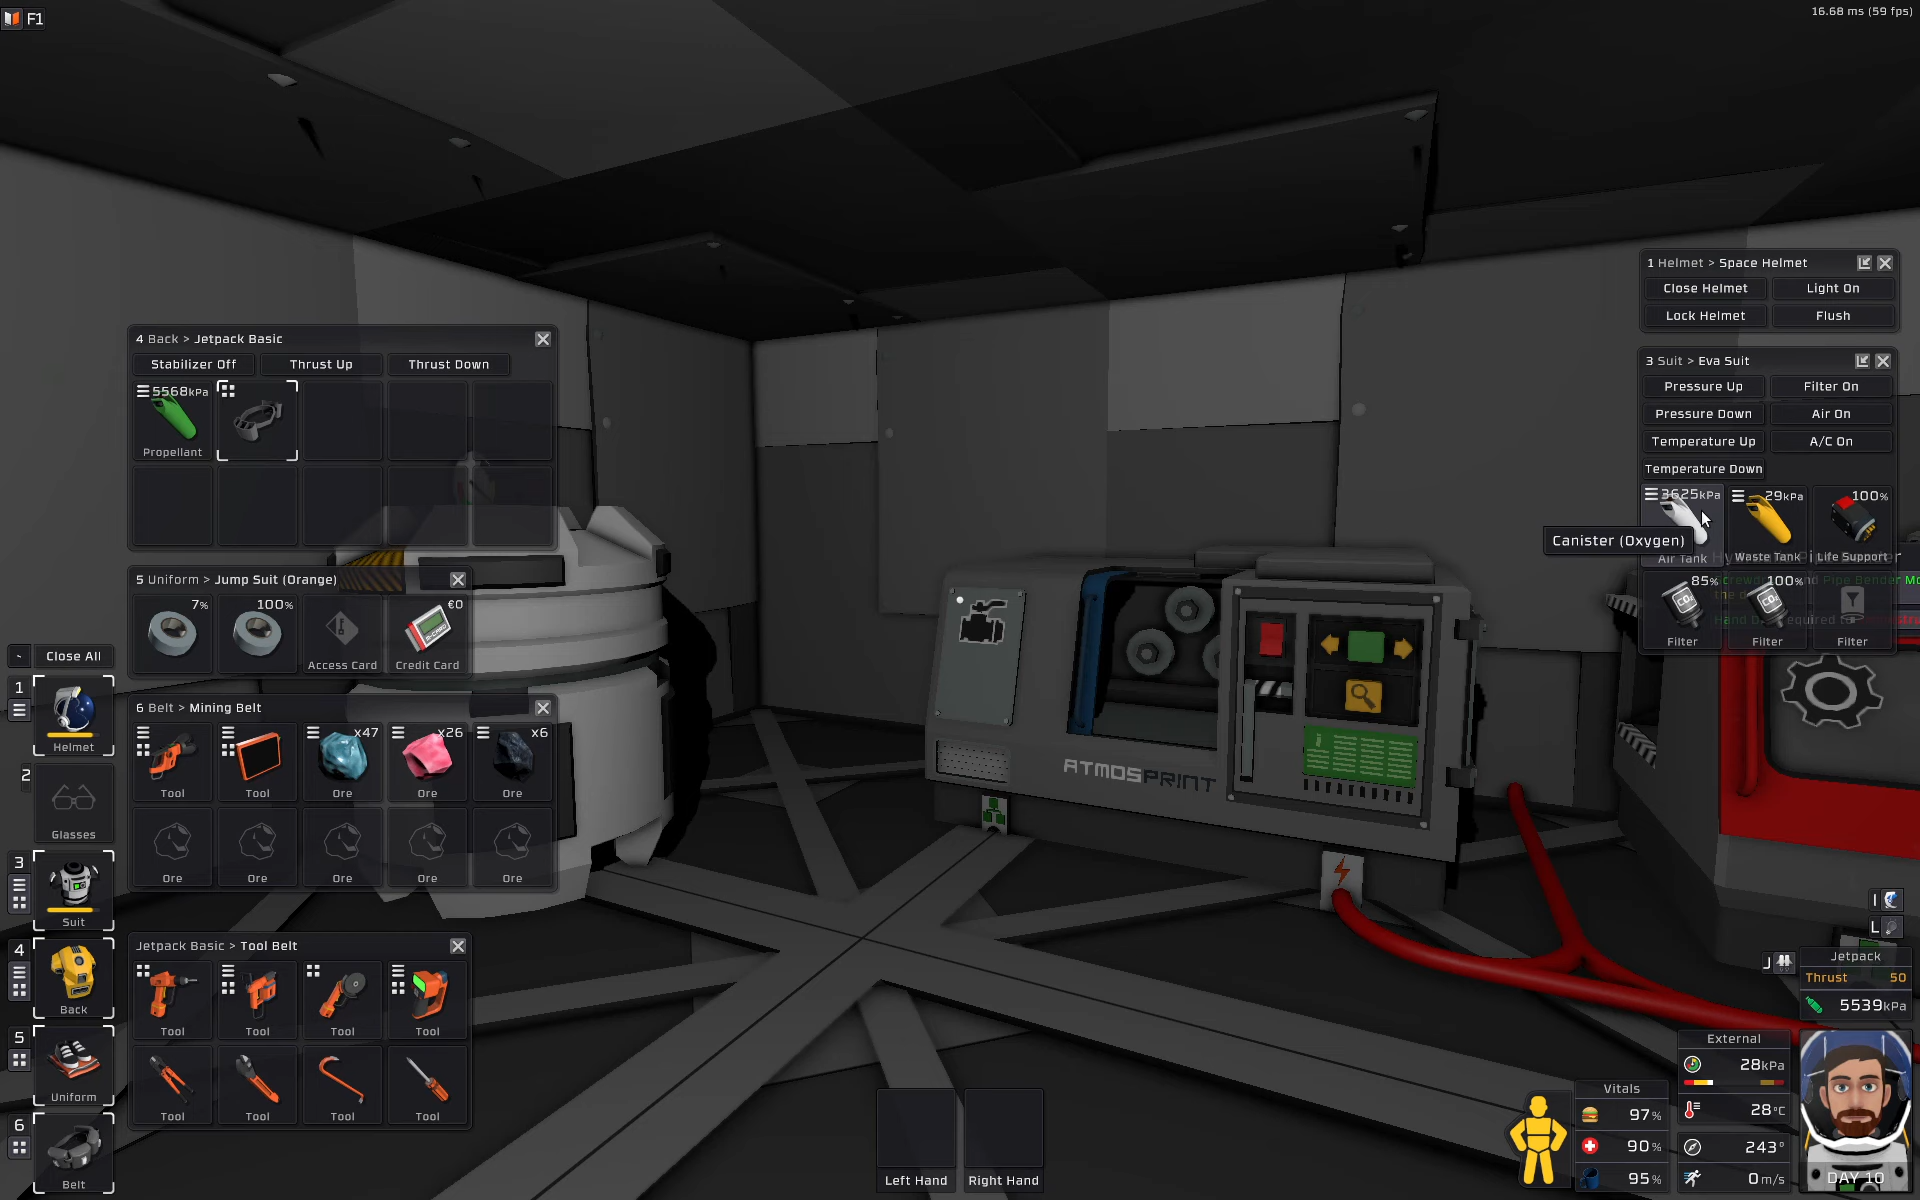 F1
16.68 ms (59 fps)
1 Helmet > Space Helmet
Close Helmet
Light On
Lock Helmet
Flush
4 Back > Jetpack Basic
Stabilizer Off
Thrust Up
Thrust Down
5568kPa
Propellant
3 Suit > Eva Suit
Pressure Up
Filter On
Pressure Down
Air On
Temperature Up
A/C On
Temperature Down
3625kPa
29kPa
100%
Canister (Oxygen)
Air Tank
Waste Tank
Life Support
85%
100%
Filter
Filter
Filter
5 Uniform > Jump Suit (Orange)
7%
100%
€0
Access Card
Credit Card
~
Close All
1
Helmet
2
Glasses
3
Suit
4
Back
5
Uniform
6
Belt
6 Belt > Mining Belt
x47
x26
x6
Tool
Tool
Ore
Ore
Ore
Ore
Ore
Ore
Ore
Ore
ATMOSPRINT
Jetpack Basic > Tool Belt
Tool
Tool
Tool
Tool
Tool
Tool
Tool
Tool
Left Hand
Right Hand
I
L
J
Jetpack
Thrust 50
5539kPa
External
28kPa
28°C
243°
0m/s
Vitals
97%
90%
95%
DAY 10